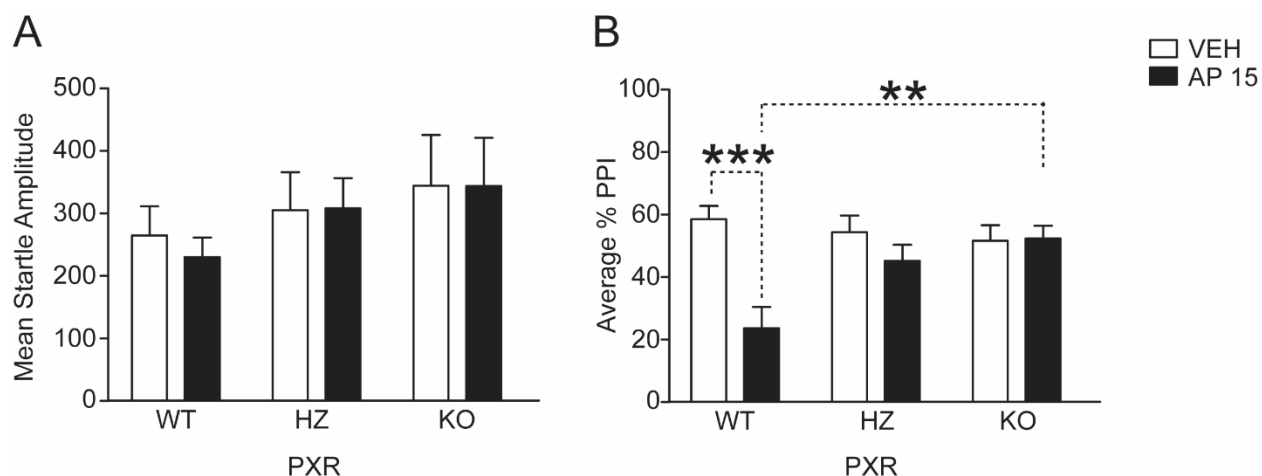 A
Mean Startle Amplitude
500
400
300
200
100
0
WT HZ KO
PXR
B
VEH
AP 15
Average % PPI
100
80
60
40
20
0
**
***
WT HZ KO
PXR